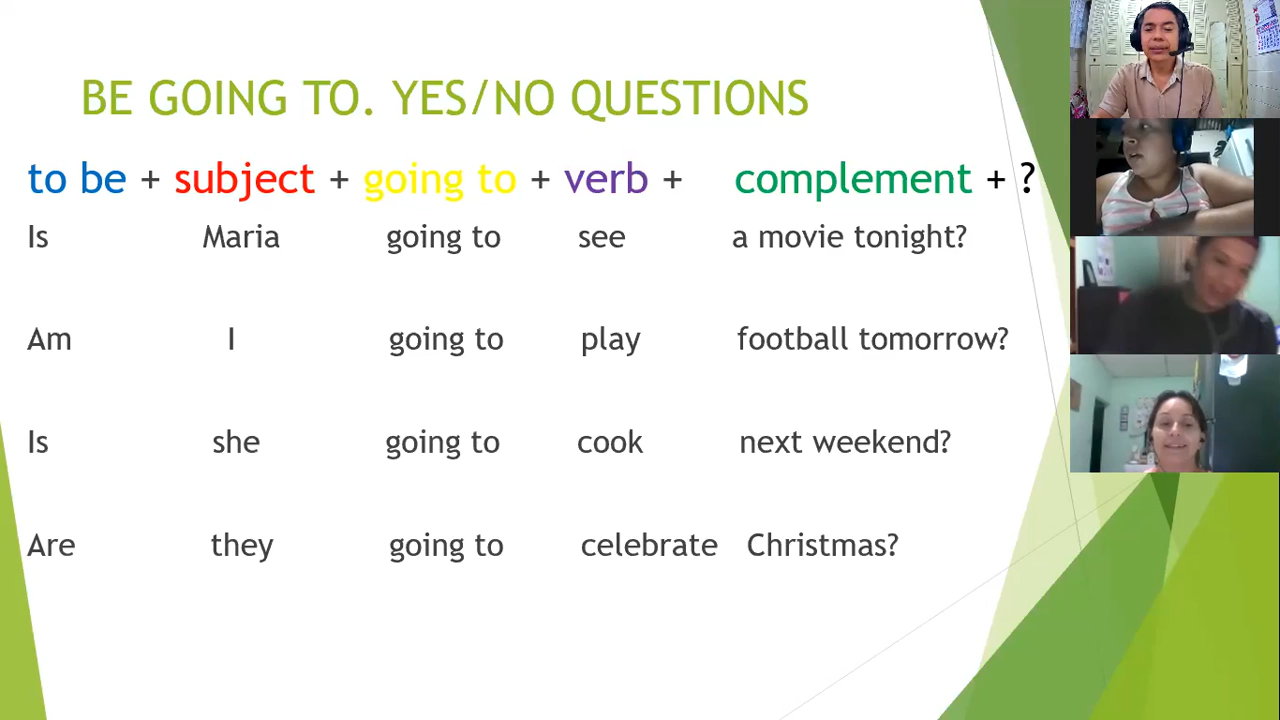 BE GOING TO. YES/NO QUESTIONS
to be + subject + going to + verb + complement + ?
Is Maria going to see a movie tonight?
Am I going to play football tomorrow?
Is she going to cook next weekend?
Are they going to celebrate Christmas?